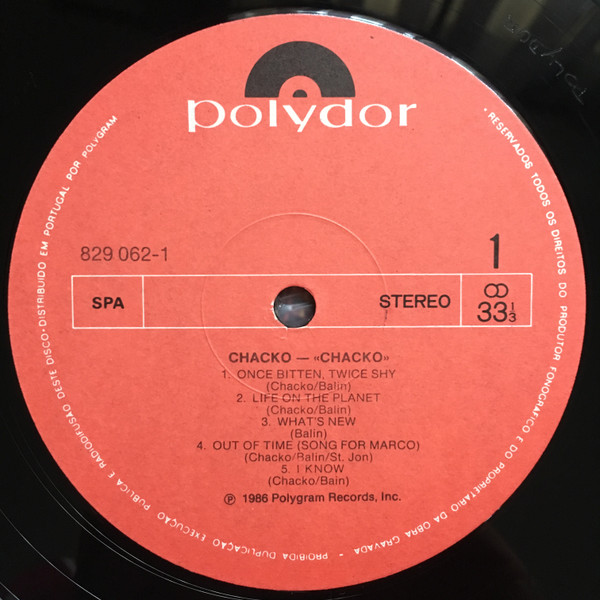 polydor
829 062-1
1
SPA
STEREO
33 1/3
CHACKO — «CHACKO»
1. ONCE BITTEN, TWICE SHY
(Chacko/Balin)
2. LIFE ON THE PLANET
(Chacko/Balin)
3. WHAT'S NEW
(Balin)
4. OUT OF TIME (SONG FOR MARCO)
(Chacko/Balin/St. Jon)
5. I KNOW
(Chacko/Bain)
℗ 1986 Polygram Records, Inc.
• RESERVADOS TODOS OS DIREITOS DO PRODUTOR FONOGRÁFICO E DO PROPRIETÁRIO DA OBRA GRAVADA - PROIBIDA DUPLICAÇÃO EXECUÇÃO PÚBLICA E RADIODIFUSÃO DESTE DISCO • DISTRIBUIDO EM PORTUGAL POR POLYGRAM